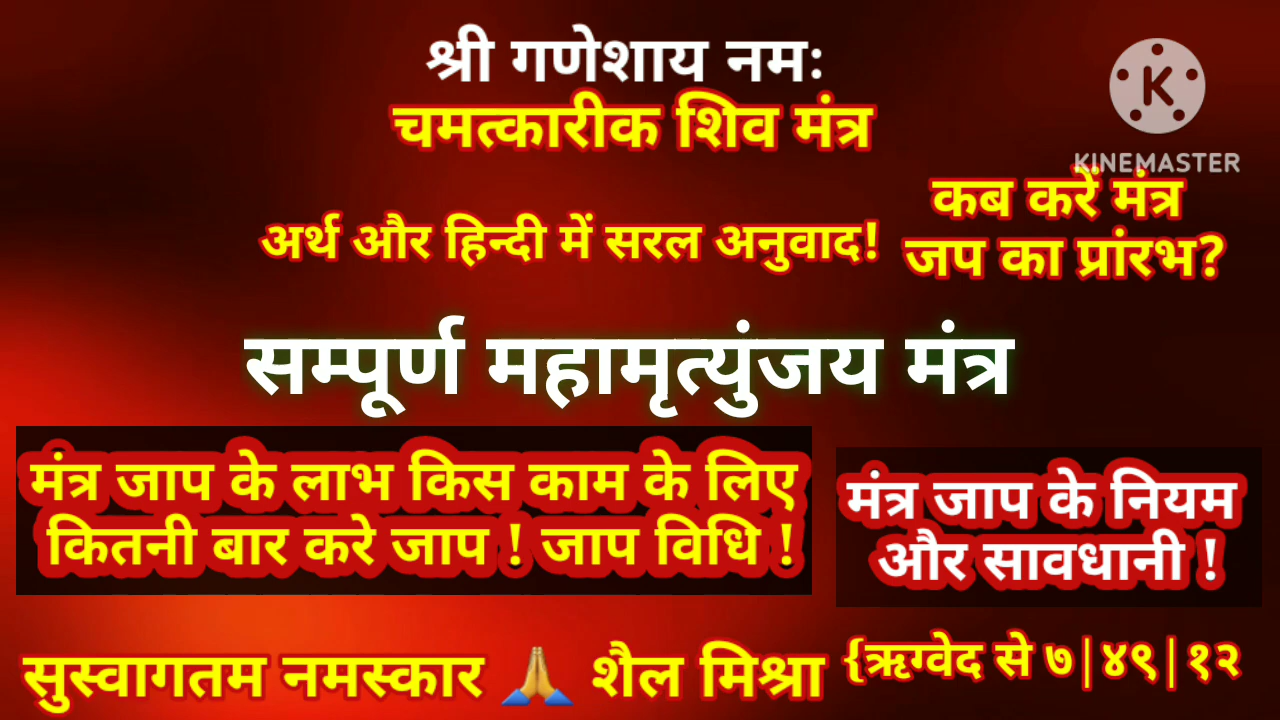 श्री गणेशाय नमः
चमत्कारीक शिव मंत्र
KINEMASTER
कब करें मंत्र
जप का प्रांरभ?
अर्थ और हिन्दी में सरल अनुवाद!
सम्पूर्ण महामृत्युंजय मंत्र
मंत्र जाप के लाभ किस काम के लिए
कितनी बार करे जाप ! जाप विधि !
मंत्र जाप के नियम
और सावधानी !
सुस्वागतम नमस्कार 🙏 शैल मिश्रा
{ऋग्वेद से ७|४९|१२